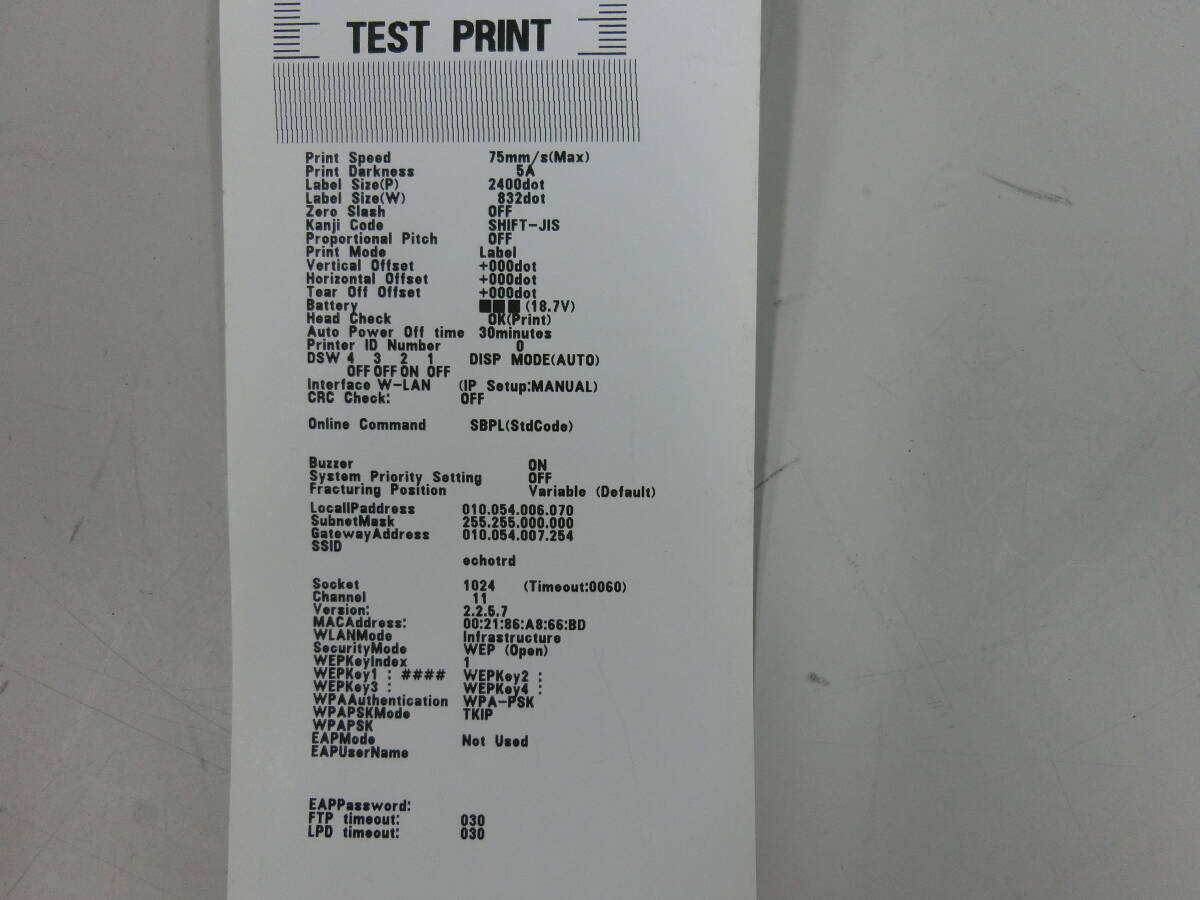 TEST PRINT
Print Speed 75mm/s(Max)
Print Darkness 5A
Label Size(P) 2400dot
Label Size(W) 832dot
Zero Slash OFF
Kanji Code SHIFT-JIS
Proportional Pitch OFF
Print Mode Label
Vertical Offset +000dot
Horizontal Offset +000dot
Tear Off Offset +000dot
Battery ■■■(18.7V)
Head Check OK(Print)
Auto Power Off time 30minutes
Printer ID Number 0
DSW 4 3 2 1 DISP MODE(AUTO)
OFF OFF ON OFF
Interface W-LAN (IP Setup:MANUAL)
CRC Check: OFF
Online Command SBPL(StdCode)
Buzzer ON
System Priority Setting OFF
Fracturing Position Variable (Default)
LocalIPaddress 010.054.006.070
SubnetMask 255.255.000.000
GatewayAddress 010.054.007.254
SSID
echotrd
Socket 1024 (Timeout:0060)
Channel 11
Version: 2.2.5.7
MACAddress: 00:21:86:A8:66:BD
WLANMode Infrastructure
SecurityMode WEP (Open)
WEPKeyIndex 1
WEPKey1 : #### WEPKey2 :
WEPKey3 : WEPKey4 :
WPAAuthentication WPA-PSK
WPAPSKMode TKIP
WPAPSK
EAPMode Not Used
EAPUserName
EAPPassword:
FTP timeout: 030
LPD timeout: 030